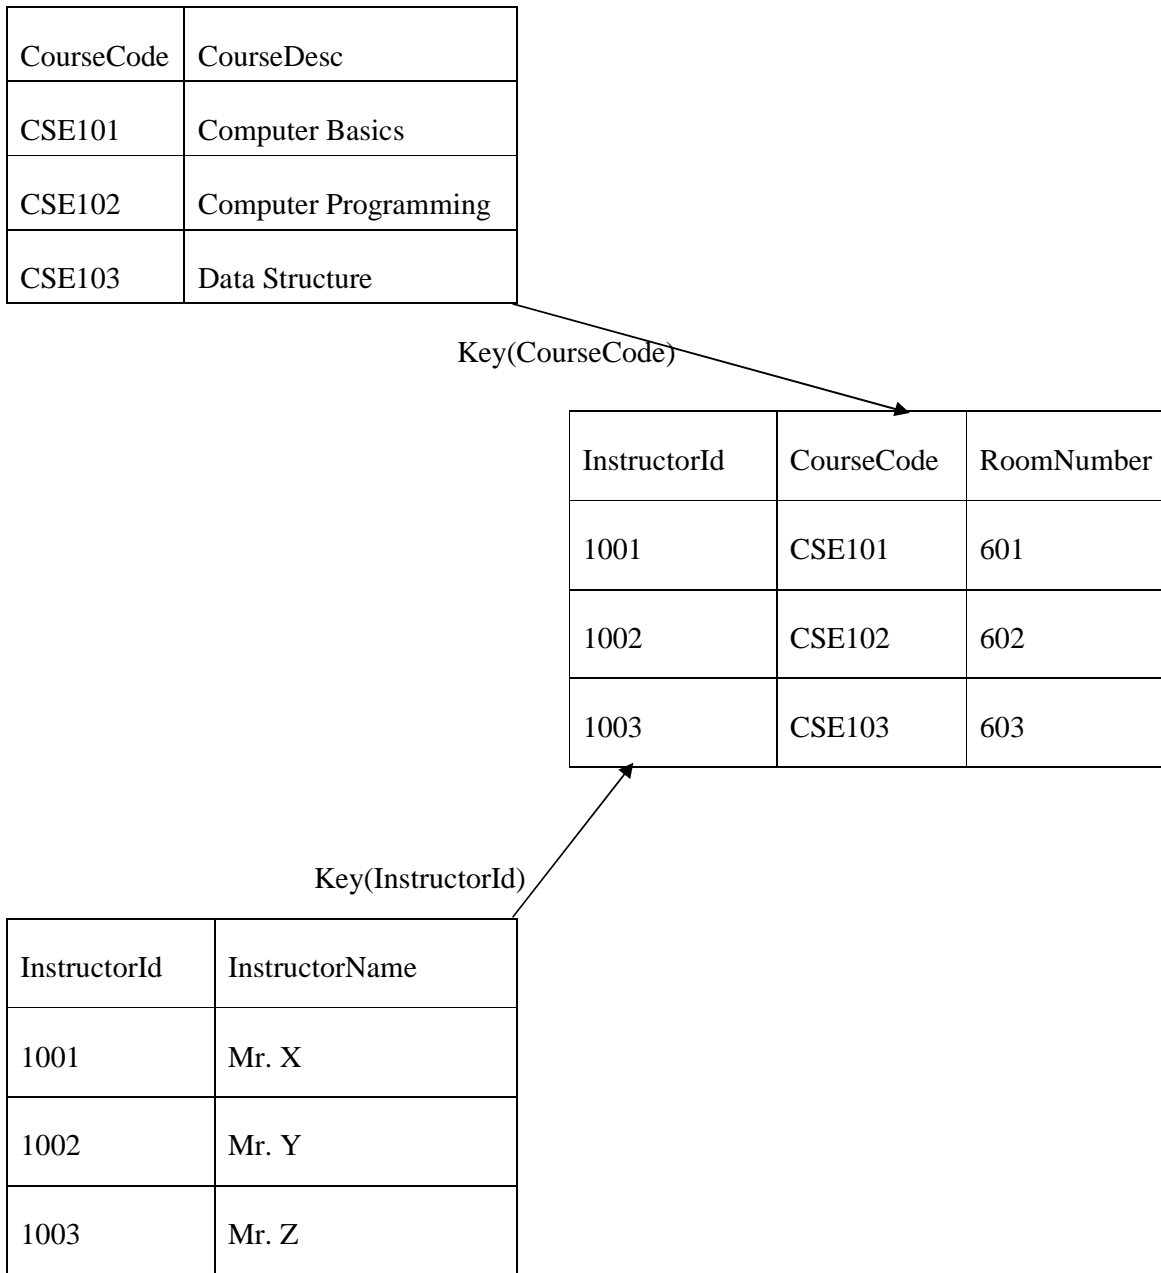 CourseCode CourseDesc
CSE101 Computer Basics
CSE102 Computer Programming
CSE103 Data Structure
Key(CourseCode)
InstructorId CourseCode RoomNumber
1001 CSE101 601
1002 CSE102 602
1003 CSE103 603
Key(InstructorId)
InstructorId InstructorName
1001 Mr. X
1002 Mr. Y
1003 Mr. Z